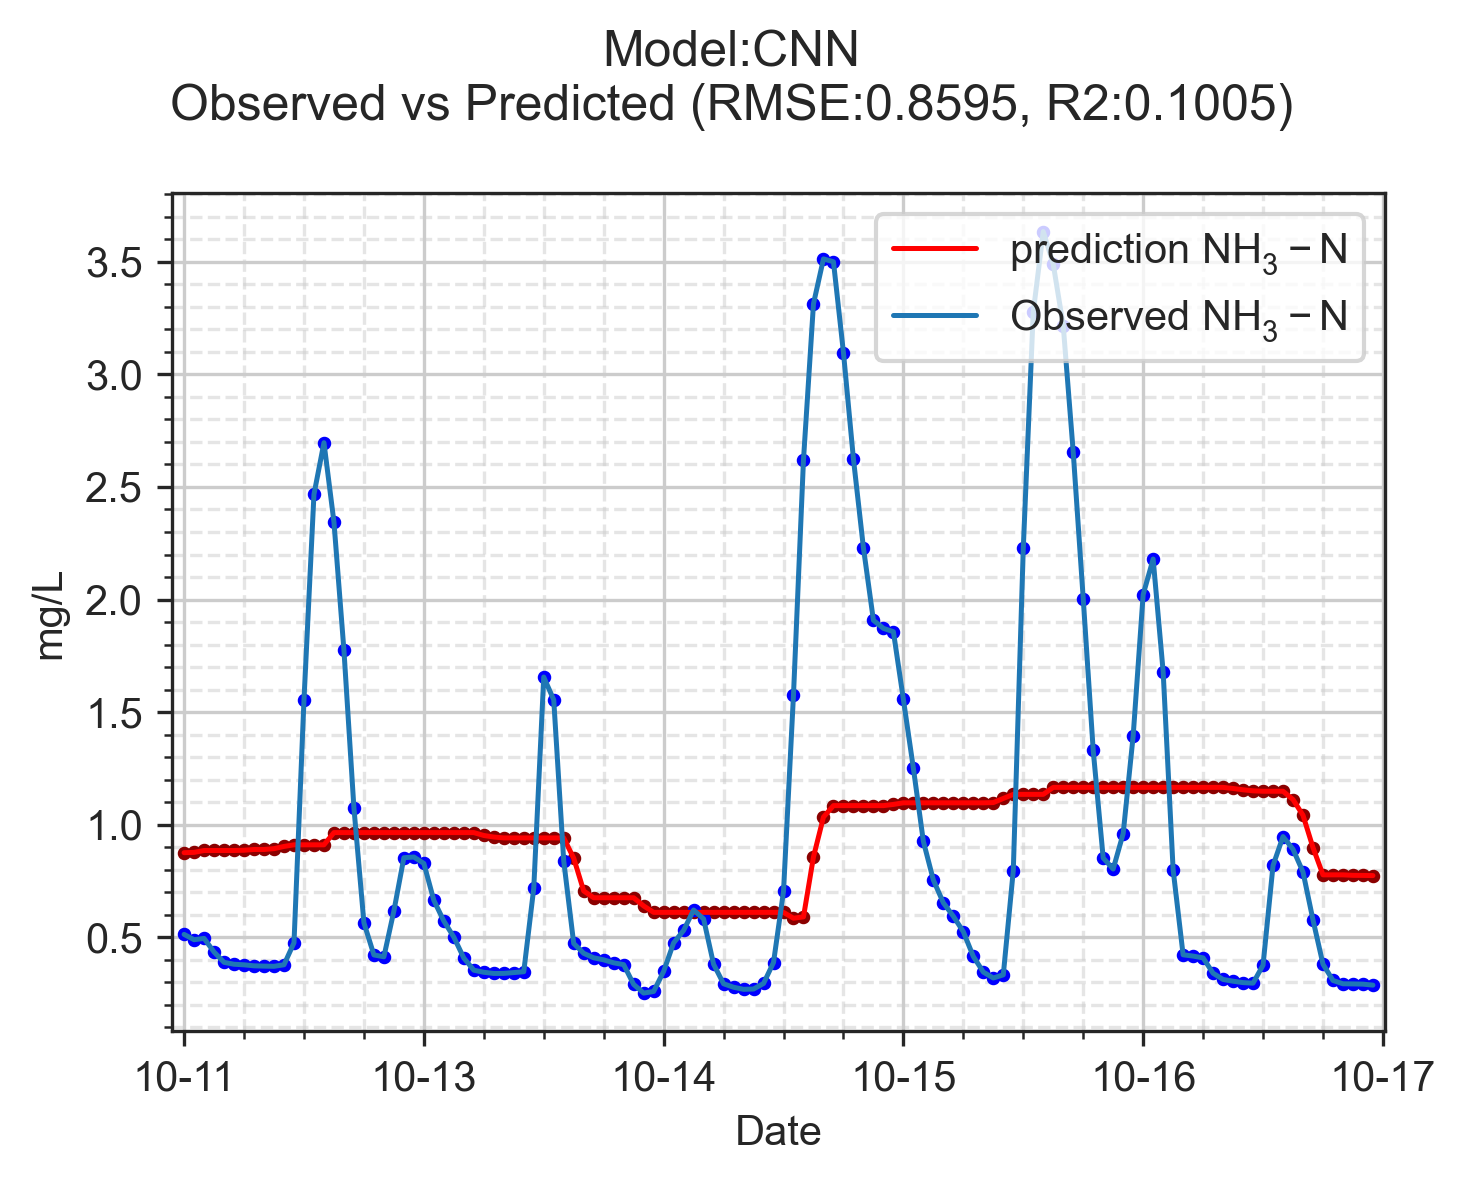 Model:CNN
Observed vs Predicted (RMSE:0.8595, R2:0.1005)
prediction NH₃ − N
Observed NH₃ − N
3.5
3.0
2.5
2.0
1.5
1.0
0.5
mg/L
10-11 10-13 10-14 10-15 10-16 10-17
Date